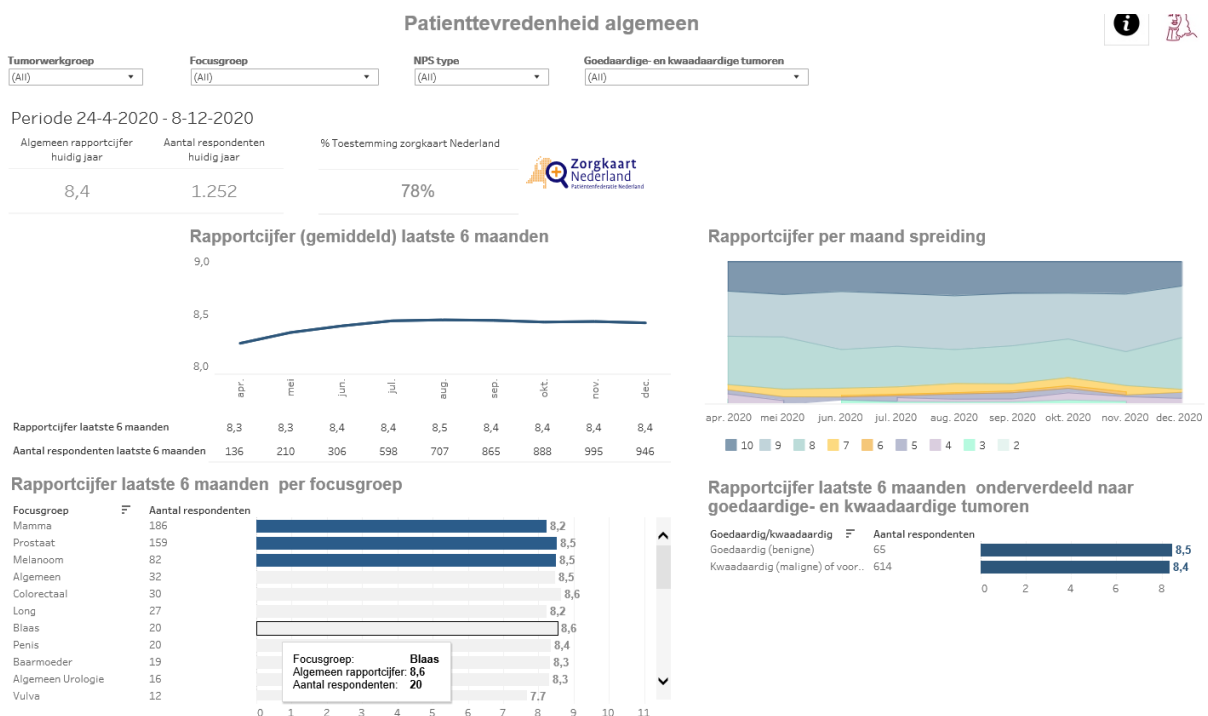 Patienttevredenheid algemeen
i
Tumorwerkgroep Focusgroep NPS type Goedaardige- en kwaadaardige tumoren
(All) (All) (All) (All)
Periode 24-4-2020 - 8-12-2020
Algemeen rapportcijfer huidig jaar
Aantal respondenten huidig jaar
% Toestemming zorgkaart Nederland
8,4 1.252 78%
Zorgkaart
Nederland
Patiëntenfederatie Nederland
Rapportcijfer (gemiddeld) laatste 6 maanden
9,0
8,5
8,0
apr. mei jun. jul. aug. sep. okt. nov. dec.
Rapportcijfer laatste 6 maanden 8,3 8,3 8,4 8,4 8,5 8,4 8,4 8,4 8,4
Aantal respondenten laatste 6 maanden 136 210 306 598 707 865 888 995 946
Rapportcijfer per maand spreiding
apr. 2020 mei 2020 jun. 2020 jul. 2020 aug. 2020 sep. 2020 okt. 2020 nov. 2020 dec. 2020
10 9 8 7 6 5 4 3 2
Rapportcijfer laatste 6 maanden per focusgroep
Focusgroep Aantal respondenten
Mamma 186 8,2
Prostaat 159 8,5
Melanoom 82 8,5
Algemeen 32 8,5
Colorectaal 30 8,6
Long 27 8,2
Blaas 20 8,6
Penis 20 8,4
Baarmoeder 19 8,3
Algemeen Urologie 16 8,3
Vulva 12 7,7
0 1 2 3 4 5 6 7 8 9 10 11
Focusgroep: Blaas
Algemeen rapportcijfer: 8,6
Aantal respondenten: 20
Rapportcijfer laatste 6 maanden onderverdeeld naar
goedaardige- en kwaadaardige tumoren
Goedaardig/kwaadaardig Aantal respondenten
Goedaardig (benigne) 65 8,5
Kwaadaardig (maligne) of voor.. 614 8,4
0 2 4 6 8